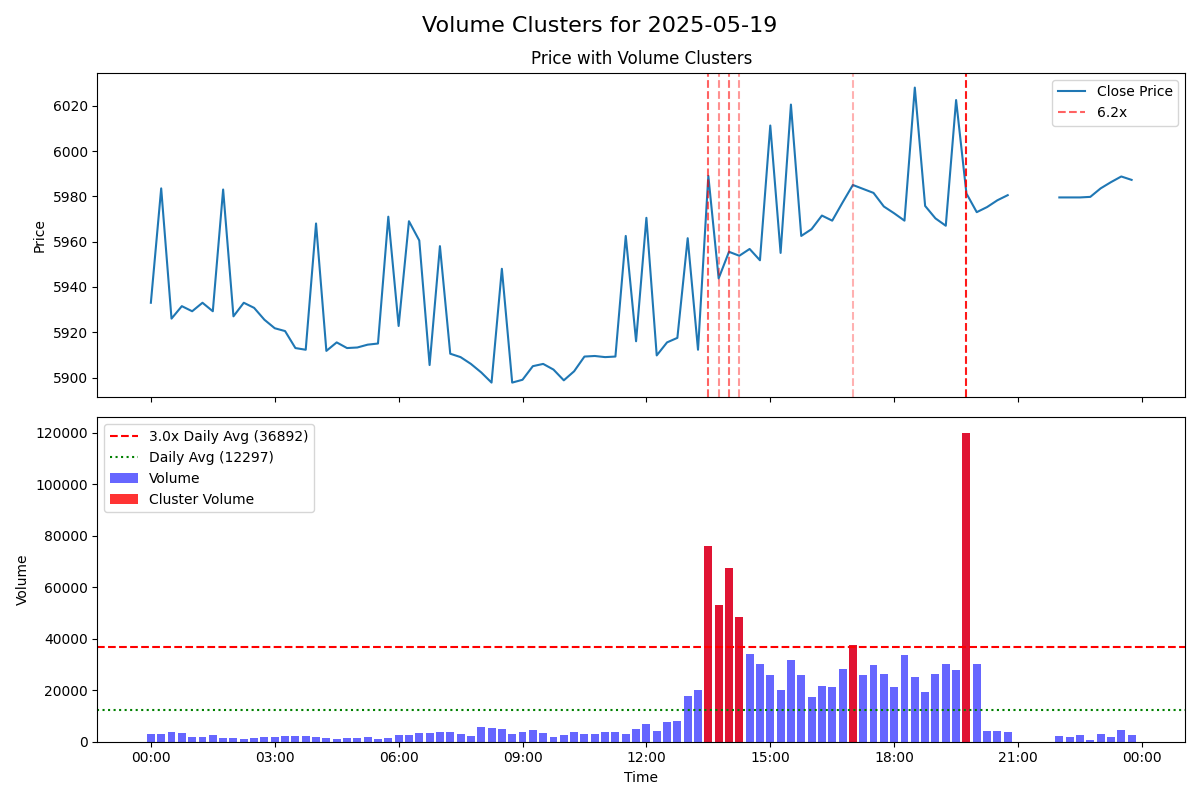 Volume Clusters for 2025-05-19
Price with Volume Clusters
Close Price
6.2x
6020
6000
5980
5960
5940
5920
5900
Price
3.0x Daily Avg (36892)
Daily Avg (12297)
Volume
Cluster Volume
120000
100000
80000
60000
40000
20000
0
Volume
00:00 03:00 06:00 09:00 12:00 15:00 18:00 21:00 00:00
Time